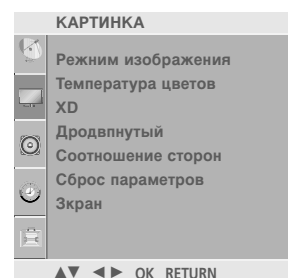 КАРТИНКА
Режим изображения
Температура цветов
XD
Дродвпнутый
Соотношение сторон
Сброс параметров
Зкран
▲▼ ◄► OK RETURN